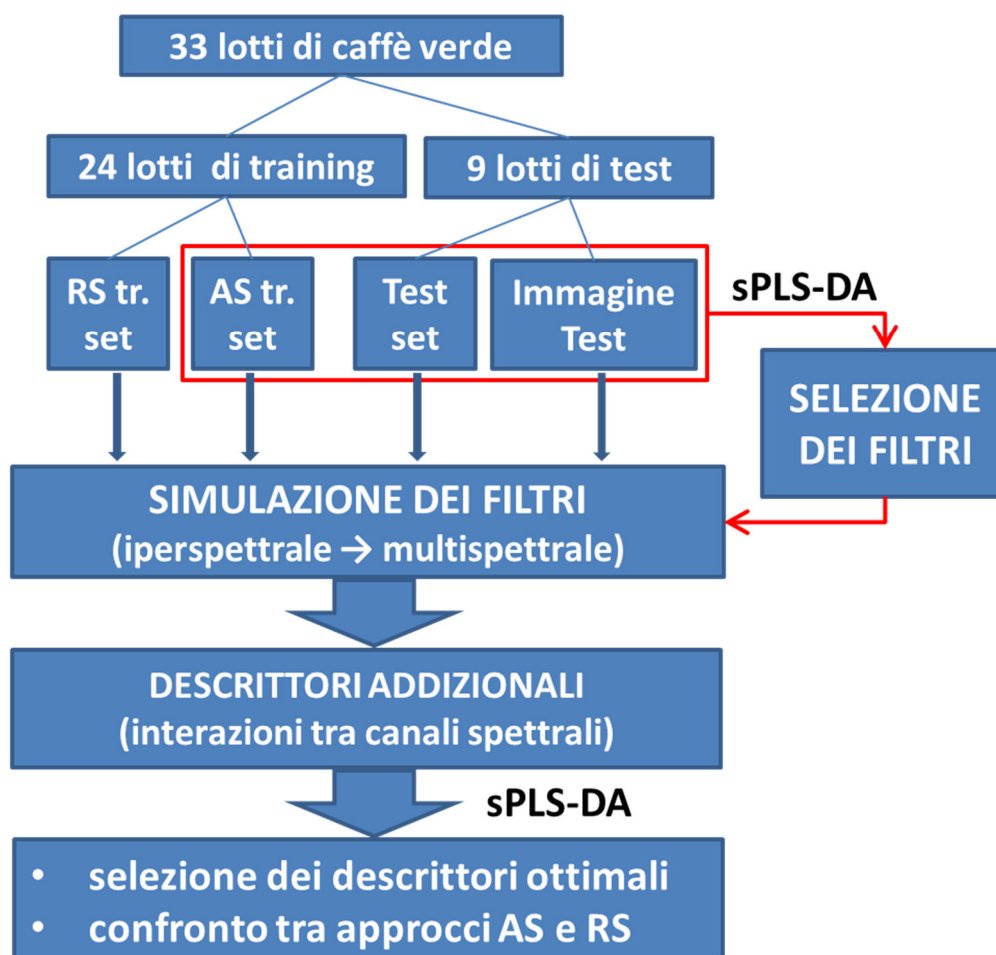 33 lotti di caffè verde
24 lotti di training
9 lotti di test
RS tr.
set
AS tr.
set
Test
set
Immagine
Test
sPLS-DA
SELEZIONE
DEI FILTRI
SIMULAZIONE DEI FILTRI
(iperspettrale → multispettrale)
DESCRITTORI ADDIZIONALI
(interazioni tra canali spettrali)
sPLS-DA
• selezione dei descrittori ottimali
• confronto tra approcci AS e RS